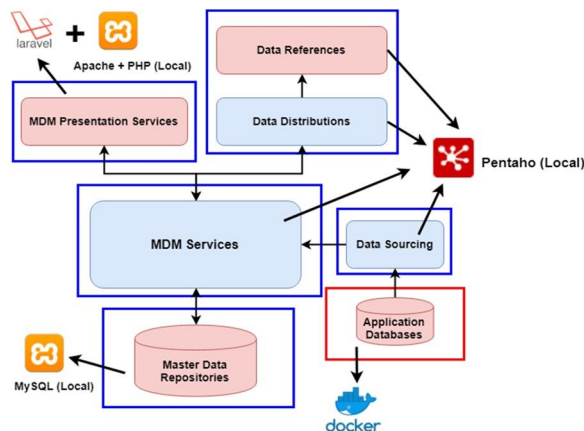 laravel
+
Apache + PHP (Local)
MDM Presentation Services
Data References
Data Distributions
Pentaho (Local)
MDM Services
Data Sourcing
Application
Databases
Master Data
Repositories
MySQL (Local)
docker